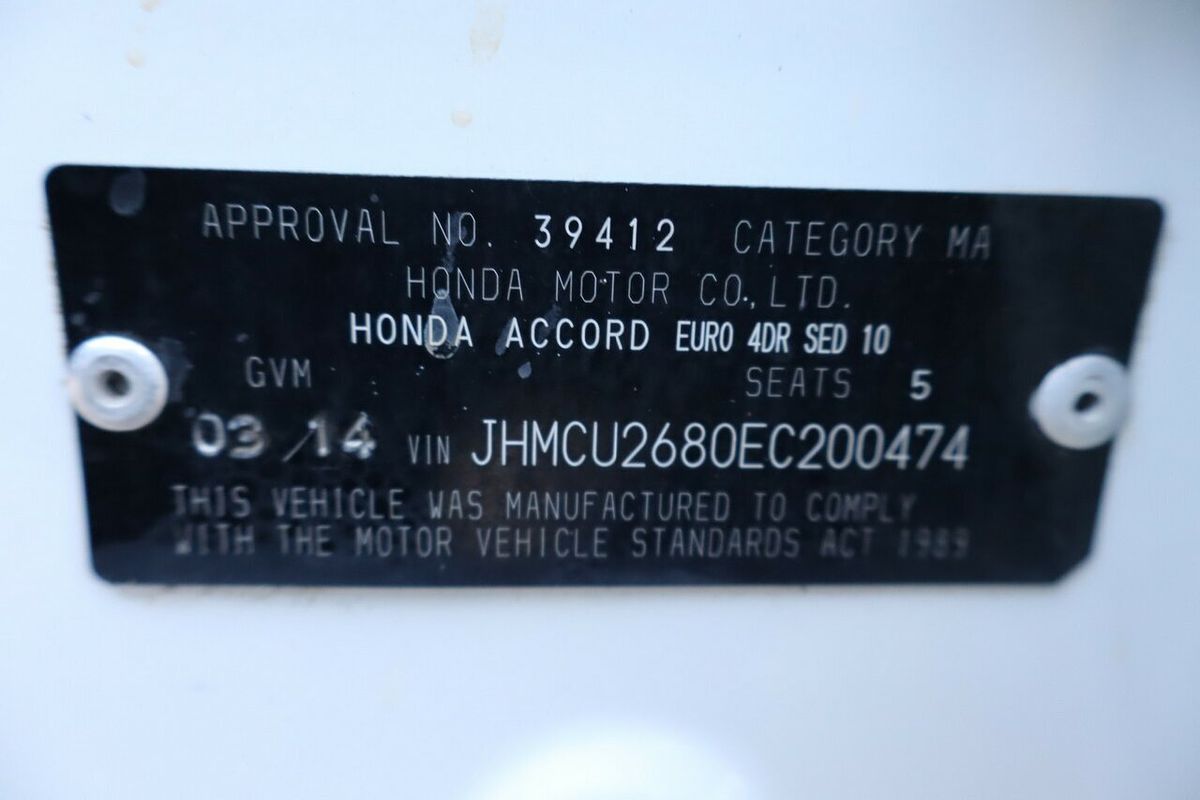 APPROVAL NO. 39412 CATEGORY MA
HONDA MOTOR CO.,LTD.
HONDA ACCORD EURO 4DR SED 10
GVM SEATS 5
03/14 VIN JHMCU2680EC200474
THIS VEHICLE WAS MANUFACTURED TO COMPLY
WITH THE MOTOR VEHICLE STANDARDS ACT 1989